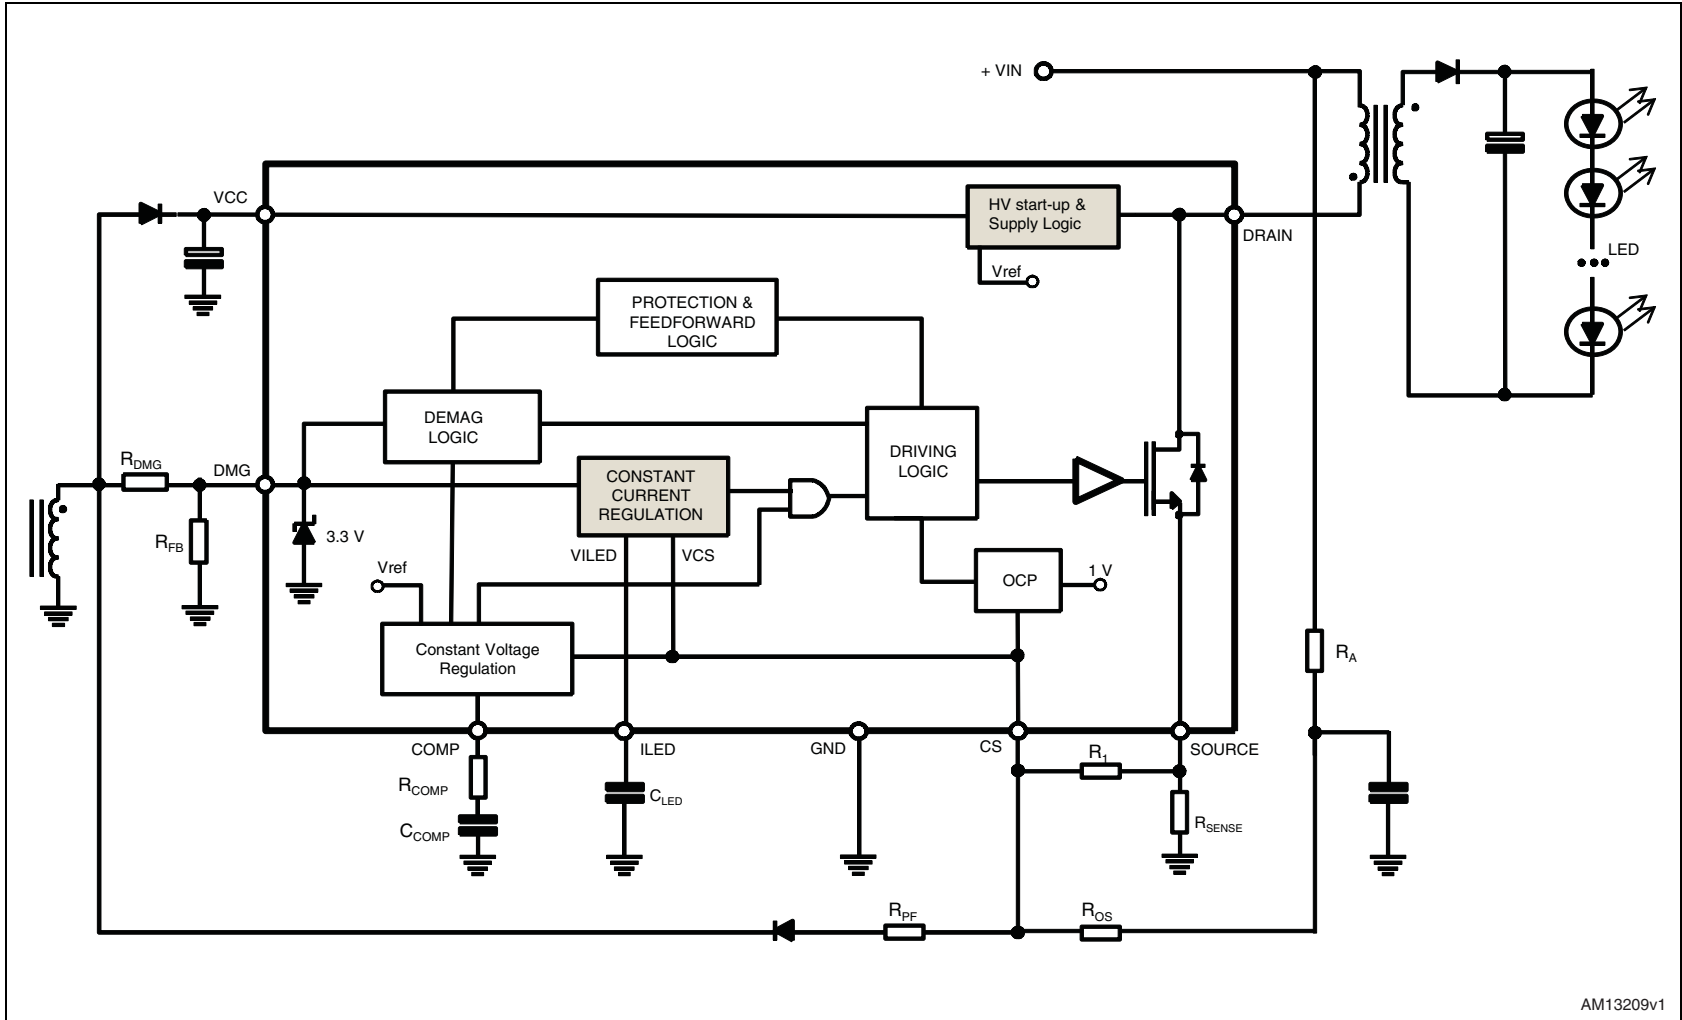 + VIN
VCC
HV start-up &
Supply Logic
DRAIN
Vref
LED
PROTECTION &
FEEDFORWARD
LOGIC
DEMAG
LOGIC
DRIVING
LOGIC
RDMG
DMG
CONSTANT
CURRENT
REGULATION
RFB
3.3 V
VILED
VCS
Vref
OCP
1 V
Constant Voltage
Regulation
RA
COMP
ILED
GND
CS
SOURCE
R1
RCOMP
CLED
RSENSE
CCOMP
RPF
ROS
AM13209v1